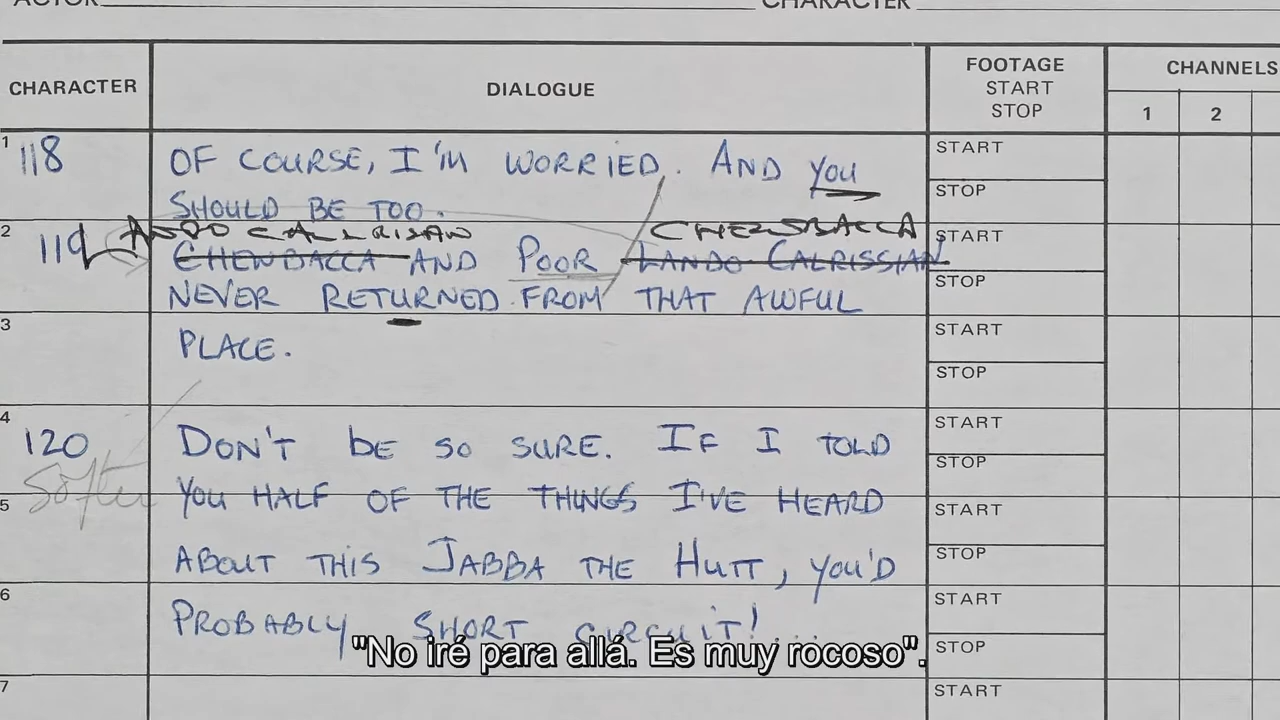 ACTOR CHARACTER
CHARACTER DIALOGUE FOOTAGE START STOP CHANNELS
1 2
1 118 OF COURSE, I'M WORRIED. AND YOU START
SHOULD BE TOO. STOP
LANDO CALRISSIAN CHEWBACCA
2 119 CHEWBACCA AND POOR LANDO CALRISSIAN START
NEVER RETURNED FROM THAT AWFUL STOP
3 PLACE. START
STOP
4 120 DON'T BE SO SURE. IF I TOLD START
Softer STOP
5 YOU HALF OF THE THINGS I'VE HEARD START
ABOUT THIS JABBA THE HUTT, YOU'D STOP
6 PROBABLY SHORT CIRCUIT! START
STOP
"No iré para allá. Es muy rocoso".
7 START